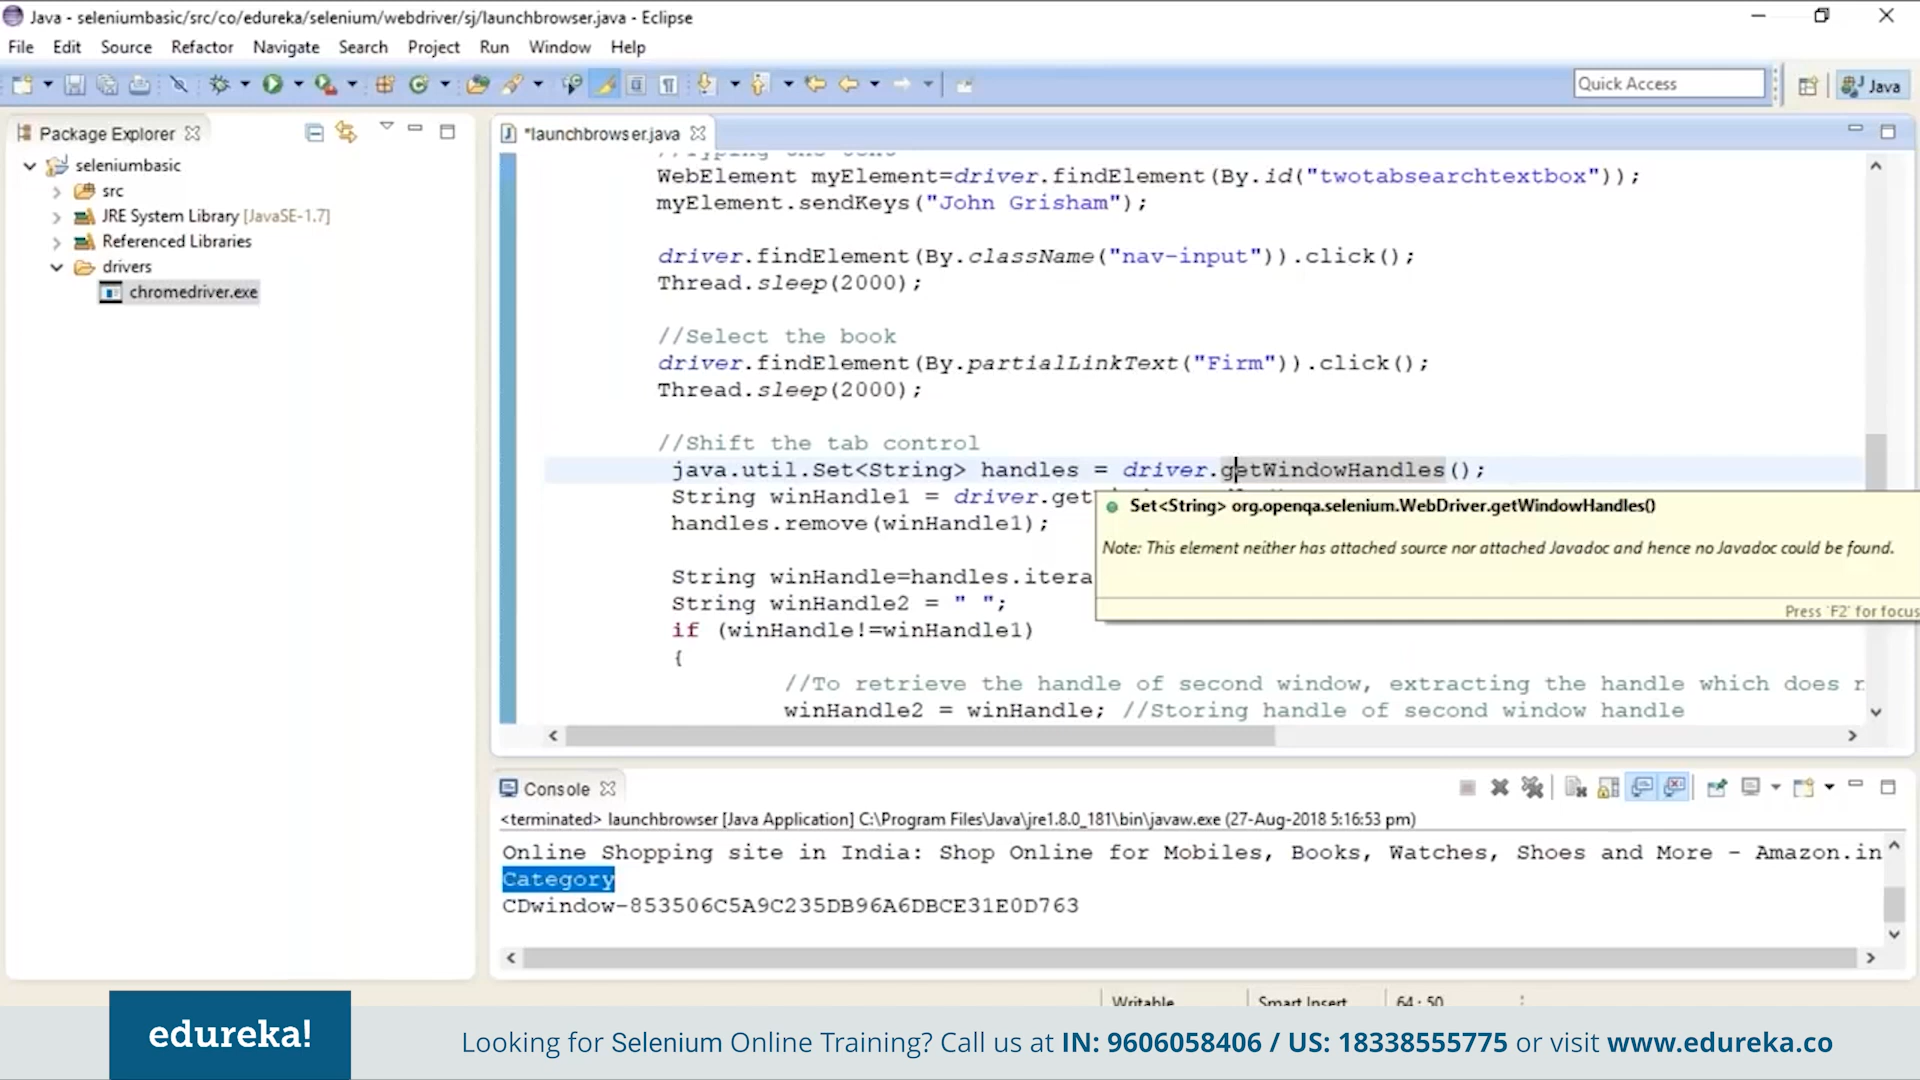 Java - seleniumbasic/src/co/edureka/selenium/webdriver/sj/launchbrowser.java - Eclipse
File Edit Source Refactor Navigate Search Project Run Window Help
Quick Access
Java
Package Explorer
*launchbrowser.java
seleniumbasic
src
JRE System Library [JavaSE-1.7]
Referenced Libraries
drivers
chromedriver.exe
WebElement myElement=driver.findElement(By.id("twotabsearchtextbox"));
myElement.sendKeys("John Grisham");
driver.findElement(By.className("nav-input")).click();
Thread.sleep(2000);
//Select the book
driver.findElement(By.partialLinkText("Firm")).click();
Thread.sleep(2000);
//Shift the tab control
java.util.Set<String> handles = driver.getWindowHandles();
String winHandle1 = driver.get
handles.remove(winHandle1);
Set<String> org.openqa.selenium.WebDriver.getWindowHandles()
Note: This element neither has attached source nor attached Javadoc and hence no Javadoc could be found.
Press 'F2' for focus
String winHandle=handles.itera
String winHandle2 = " ";
if (winHandle!=winHandle1)
{
//To retrieve the handle of second window, extracting the handle which does
winHandle2 = winHandle; //Storing handle of second window handle
Console
<terminated> launchbrowser [Java Application] C:\Program Files\Java\jre1.8.0_181\bin\javaw.exe (27-Aug-2018 5:16:53 pm)
Online Shopping site in India: Shop Online for Mobiles, Books, Watches, Shoes and More - Amazon.in
Category
CDwindow-853506C5A9C235DB96A6DBCE31E0D763
Writable Smart Insert 64 : 50
edureka!
Looking for Selenium Online Training? Call us at IN: 9606058406 / US: 18338555775 or visit www.edureka.co